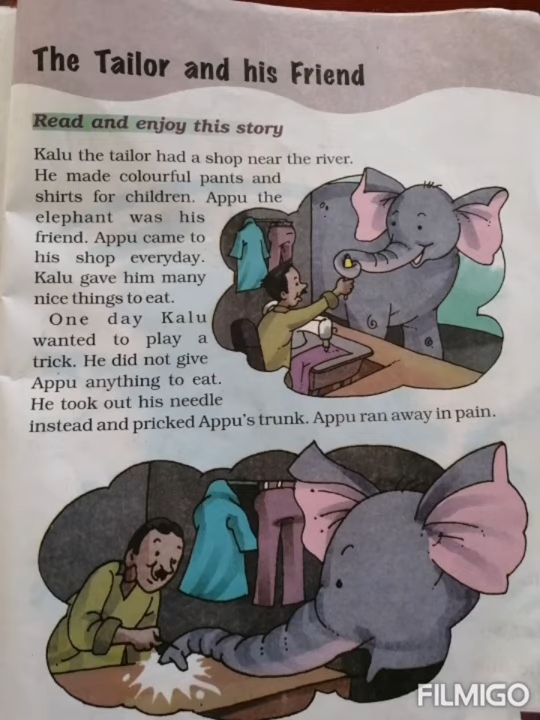 The Tailor and his Friend
Read and enjoy this story
Kalu the tailor had a shop near the river.
He made colourful pants and
shirts for children. Appu the
elephant was his
friend. Appu came to
his shop everyday.
Kalu gave him many
nice things to eat.
One day Kalu
wanted to play a
trick. He did not give
Appu anything to eat.
He took out his needle
instead and pricked Appu's trunk. Appu ran away in pain.
FILMIGO